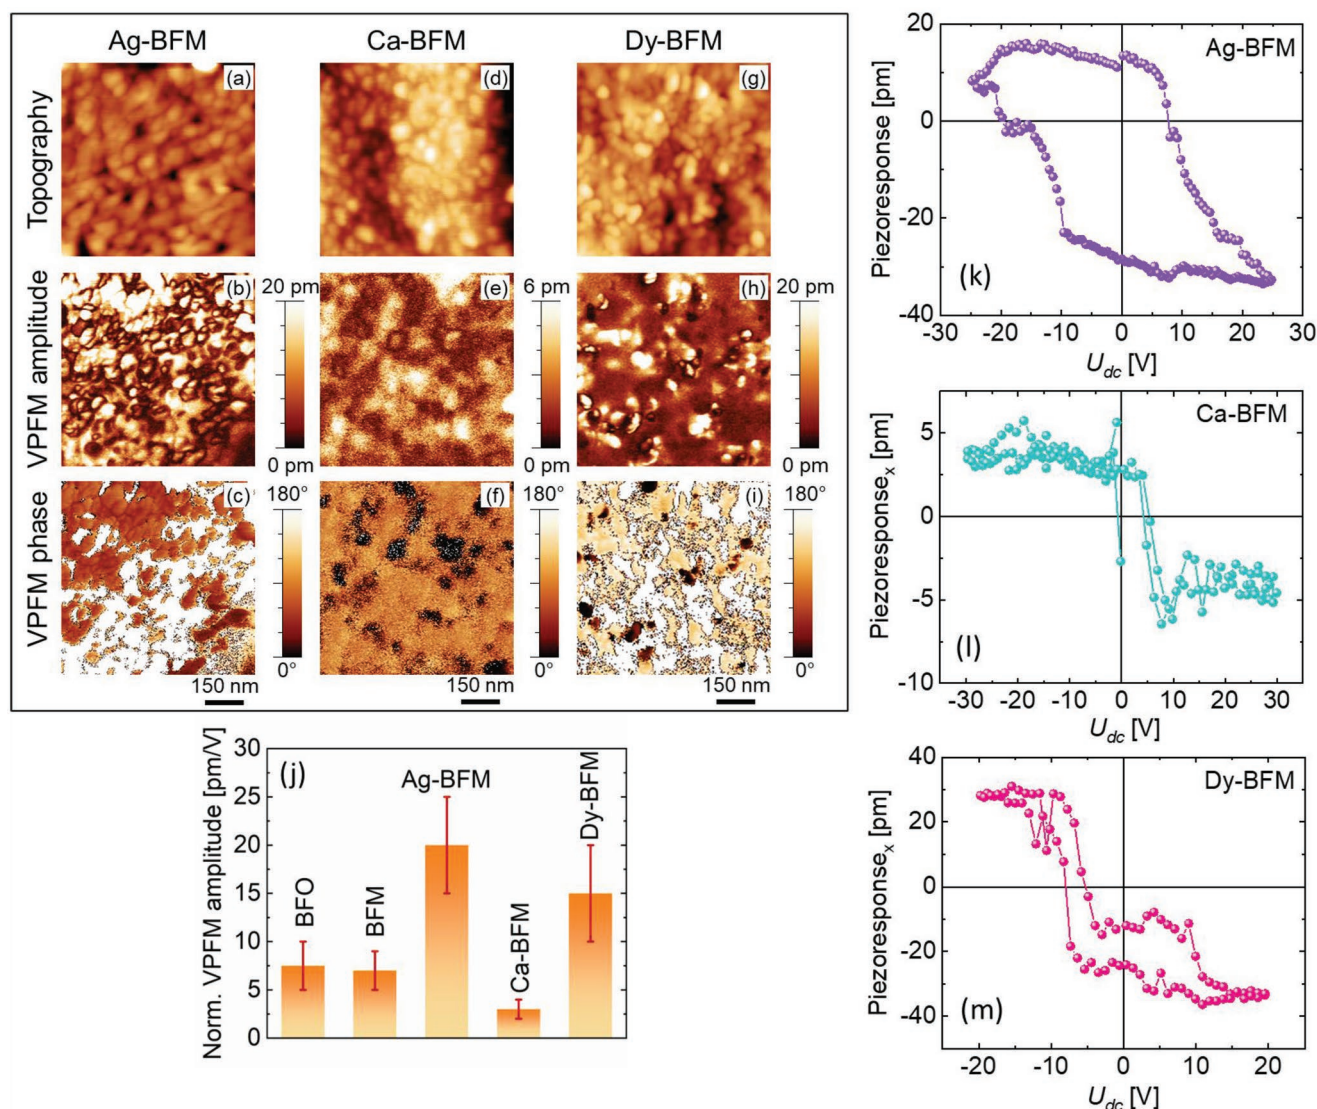 Ag-BFM Ca-BFM Dy-BFM
Topography
(a) (d) (g)
VPFM amplitude
(b) 20 pm (e) 6 pm (h) 20 pm
0 pm 0 pm 0 pm
VPFM phase
(c) 180° (f) 180° (i) 180°
0° 0° 0°
150 nm 150 nm 150 nm
(j)
Norm. VPFM amplitude [pm/V]
30
25
20
15
10
5
0
BFO
BFM
Ag-BFM
Ca-BFM
Dy-BFM
Ag-BFM
Piezoresponse [pm]
20
0
-20
-40
(k)
-30 -20 -10 0 10 20 30
U_dc [V]
Ca-BFM
Piezoresponse_x [pm]
5
0
-5
-10
(l)
-30 -20 -10 0 10 20 30
U_dc [V]
Dy-BFM
Piezoresponse_x [pm]
40
20
0
-20
-40
(m)
-20 -10 0 10 20
U_dc [V]